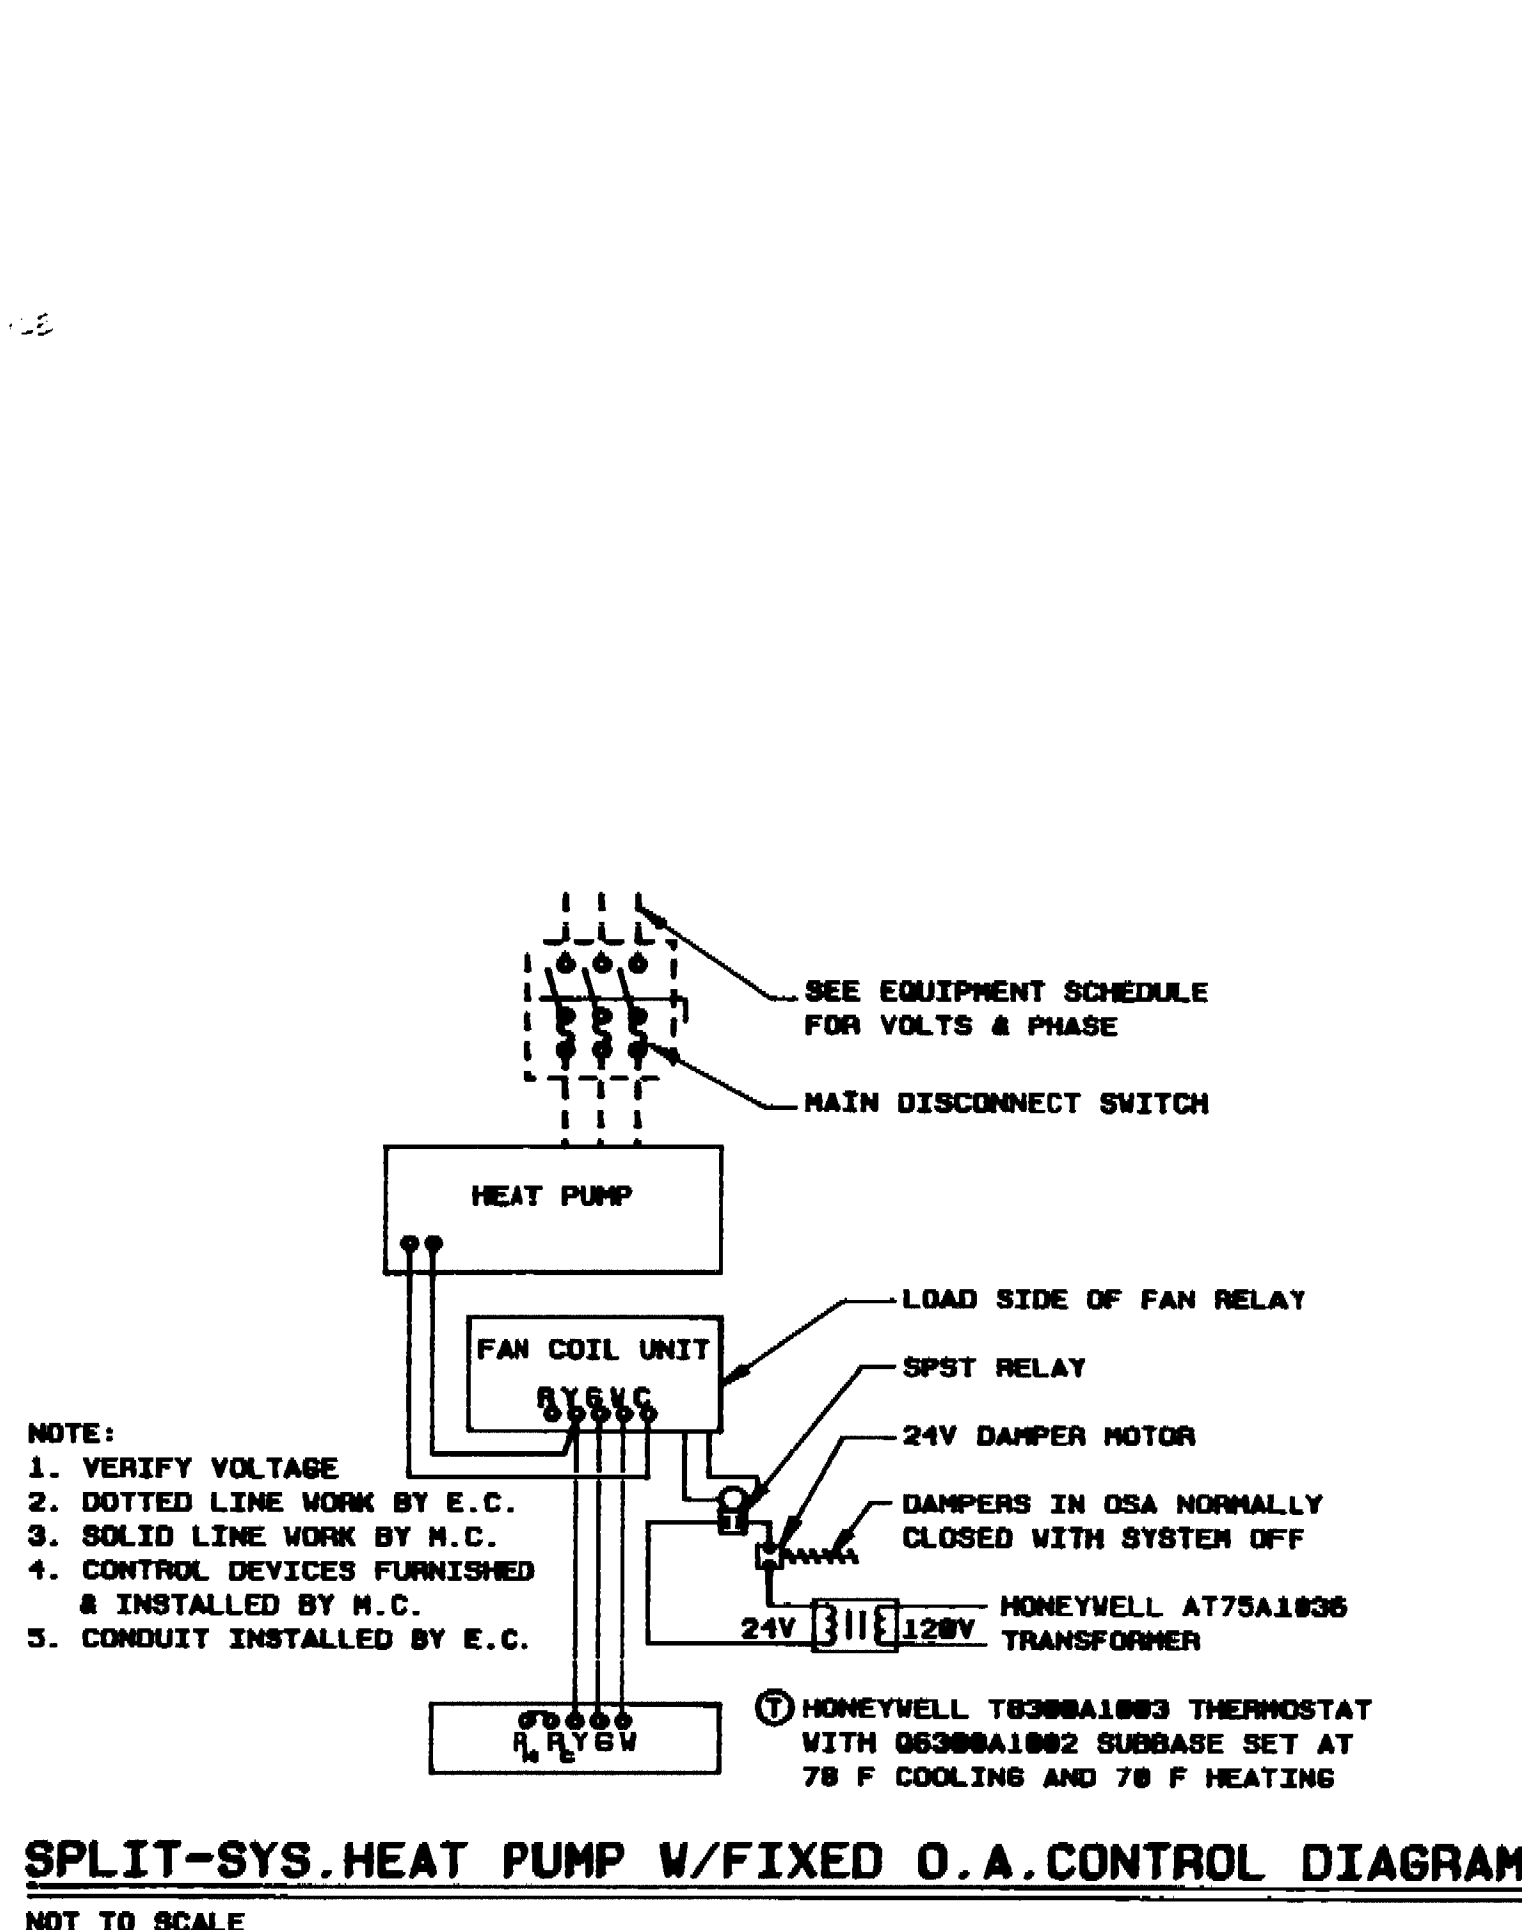 SEE EQUIPMENT SCHEDULE
FOR VOLTS & PHASE
MAIN DISCONNECT SWITCH
HEAT PUMP
LOAD SIDE OF FAN RELAY
FAN COIL UNIT
SPST RELAY
R Y G W C
24V DAMPER MOTOR
NOTE:
1. VERIFY VOLTAGE
2. DOTTED LINE WORK BY E.C.
3. SOLID LINE WORK BY M.C.
4. CONTROL DEVICES FURNISHED
& INSTALLED BY M.C.
5. CONDUIT INSTALLED BY E.C.
DAMPERS IN OSA NORMALLY
CLOSED WITH SYSTEM OFF
24V
120V
HONEYWELL AT75A1036
TRANSFORMER
RH RC Y G W
T HONEYWELL T8300A1003 THERMOSTAT
WITH Q6300A1002 SUBBASE SET AT
78 F COOLING AND 70 F HEATING
SPLIT-SYS.HEAT PUMP W/FIXED O.A.CONTROL DIAGRAM
NOT TO SCALE